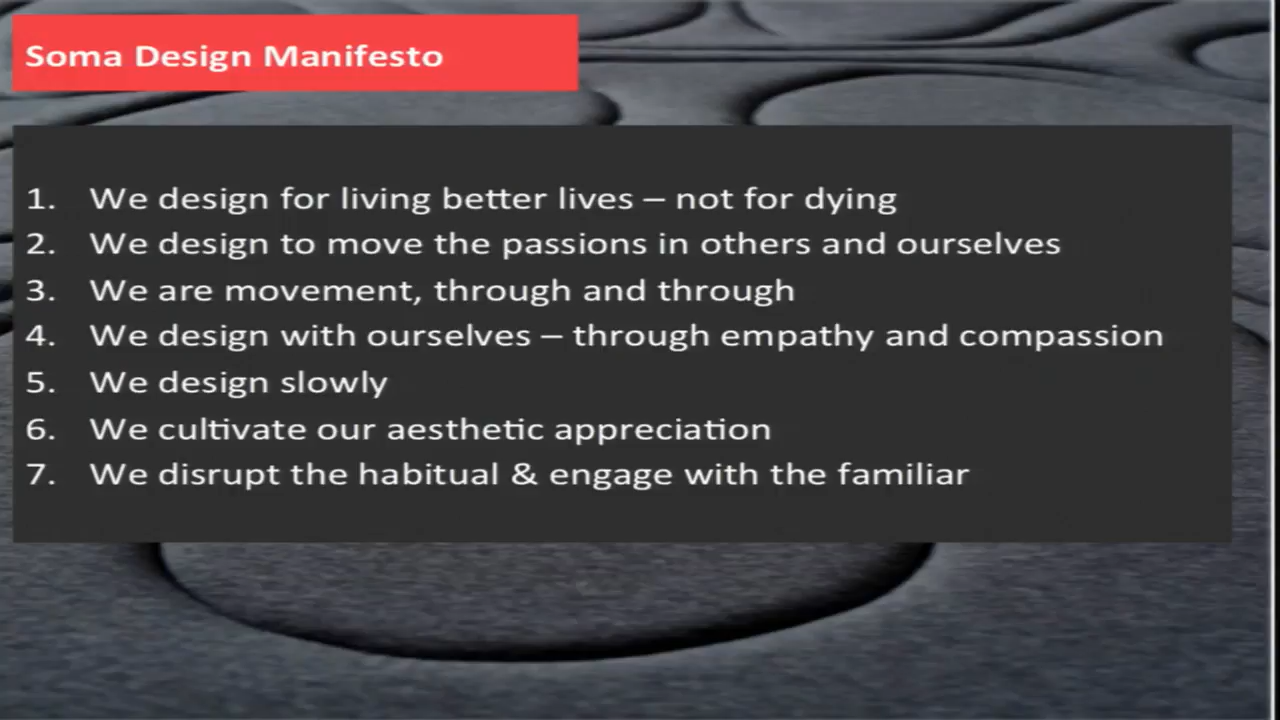 Soma Design Manifesto
1. We design for living better lives – not for dying
2. We design to move the passions in others and ourselves
3. We are movement, through and through
4. We design with ourselves – through empathy and compassion
5. We design slowly
6. We cultivate our aesthetic appreciation
7. We disrupt the habitual & engage with the familiar